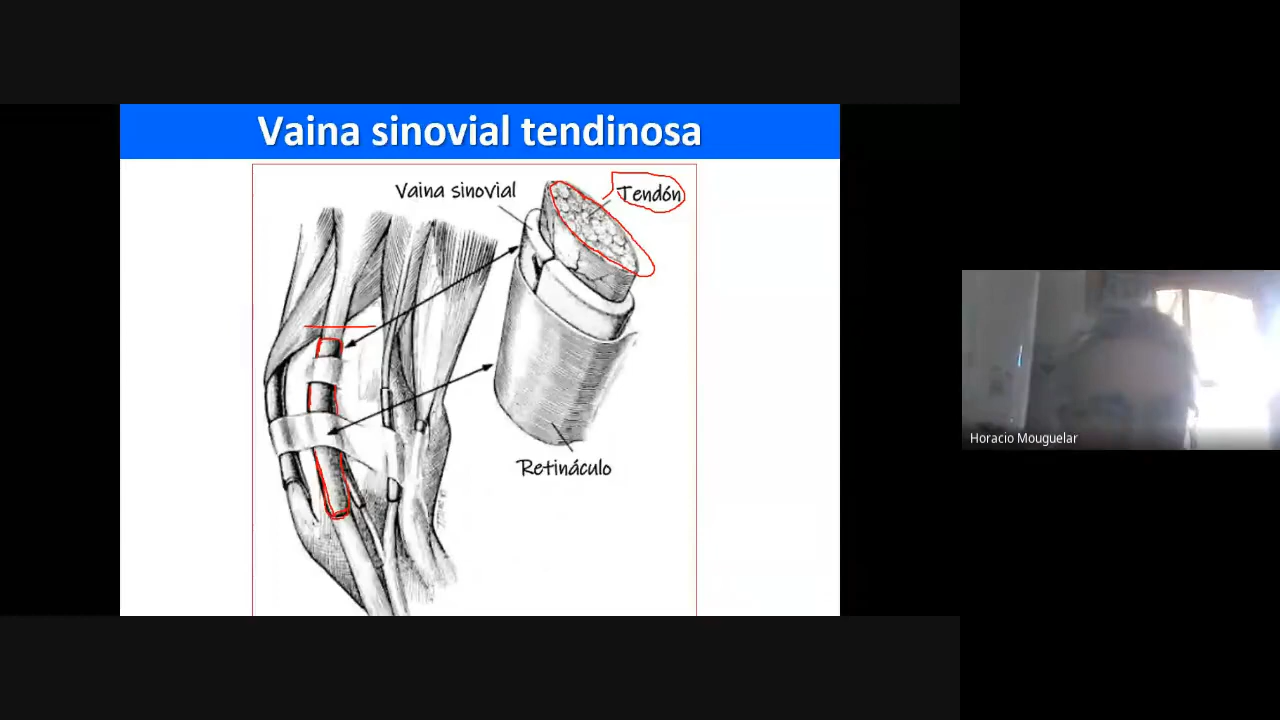 Vaina sinovial tendinosa
Vaina sinovial
Tendón
Retináculo
Horacio Mouguelar